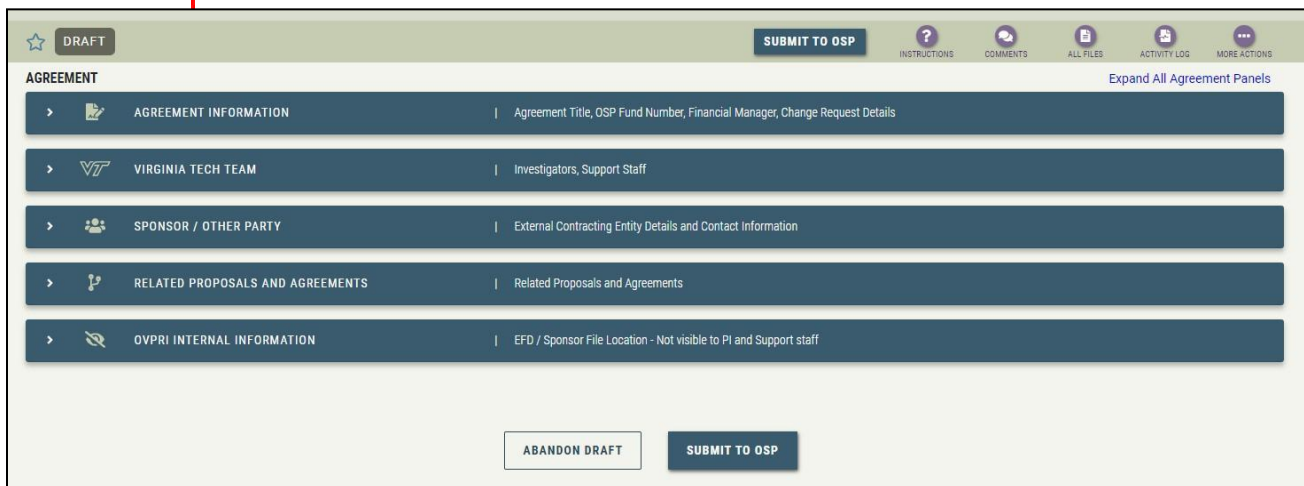 DRAFT
SUBMIT TO OSP
INSTRUCTIONS
COMMENTS
ALL FILES
ACTIVITY LOG
MORE ACTIONS
AGREEMENT
Expand All Agreement Panels
AGREEMENT INFORMATION | Agreement Title, OSP Fund Number, Financial Manager, Change Request Details
VT VIRGINIA TECH TEAM | Investigators, Support Staff
SPONSOR / OTHER PARTY | External Contracting Entity Details and Contact Information
RELATED PROPOSALS AND AGREEMENTS | Related Proposals and Agreements
OVPRI INTERNAL INFORMATION | EFD / Sponsor File Location - Not visible to PI and Support staff
ABANDON DRAFT
SUBMIT TO OSP